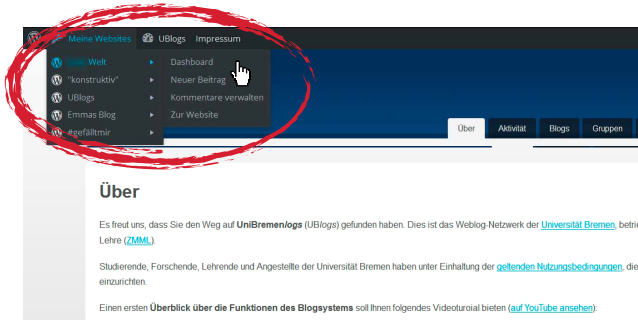 Meine Websites UBlogs Impressum
Welt Dashboard
"konstruktiv" Neuer Beitrag
UBlogs Kommentare verwalten
Emmas Blog Zur Website
#gefälltmir
Über Aktivität Blogs Gruppen
Über
Es freut uns, dass Sie den Weg auf UniBremenlogs (UBlogs) gefunden haben. Dies ist das Weblog-Netzwerk der Universität Bremen, betri
Lehre (ZMML).
Studierende, Forschende, Lehrende und Angestellte der Universität Bremen haben unter Einhaltung der geltenden Nutzungsbedingungen, die
einzurichten.
Einen ersten Überblick über die Funktionen des Blogsystems soll Ihnen folgendes Videoturoial bieten (auf YouTube ansehen):